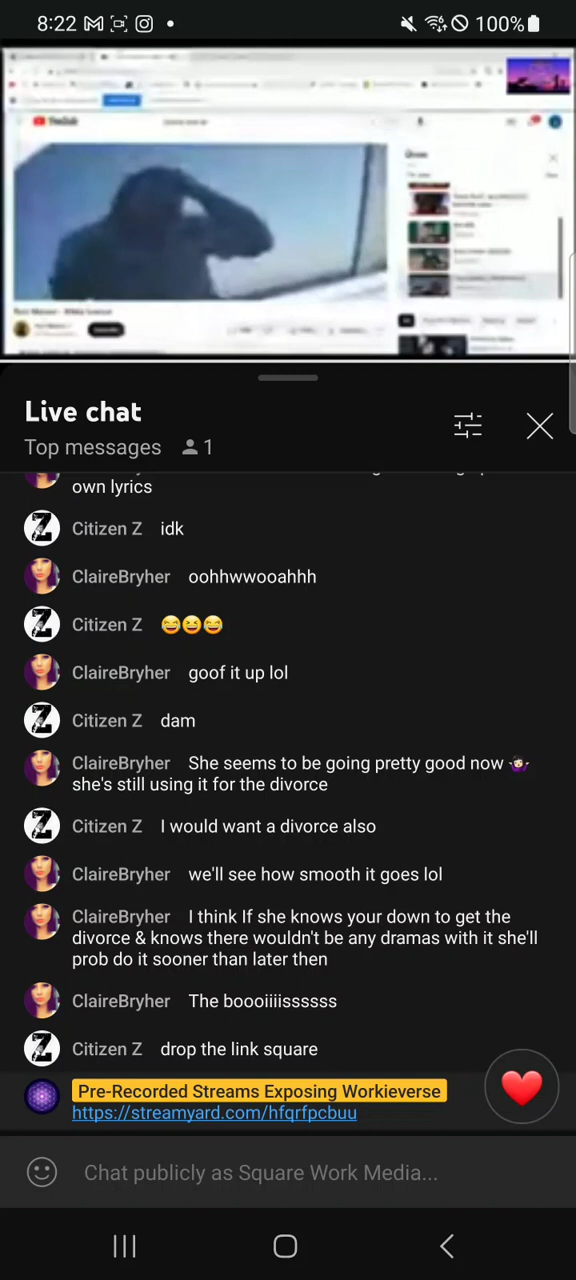 8:22
100%
Live chat
Top messages 1
own lyrics
Citizen Z idk
ClaireBryher oohhwwooahhh
Citizen Z 😂😆😂
ClaireBryher goof it up lol
Citizen Z dam
ClaireBryher She seems to be going pretty good now 🤷🏻‍♀️
she's still using it for the divorce
Citizen Z I would want a divorce also
ClaireBryher we'll see how smooth it goes lol
ClaireBryher I think If she knows your down to get the
divorce & knows there wouldn't be any dramas with it she'll
prob do it sooner than later then
ClaireBryher The boooiiiissssss
Citizen Z drop the link square
Pre-Recorded Streams Exposing Workieverse
https://streamyard.com/hfqrfpcbuu
Chat publicly as Square Work Media...